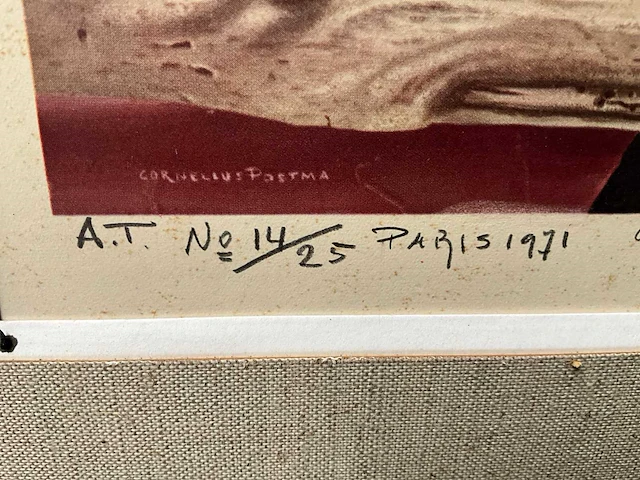 CORNELIUS POSTMA
A.T. No 14/25 PARIS 1971